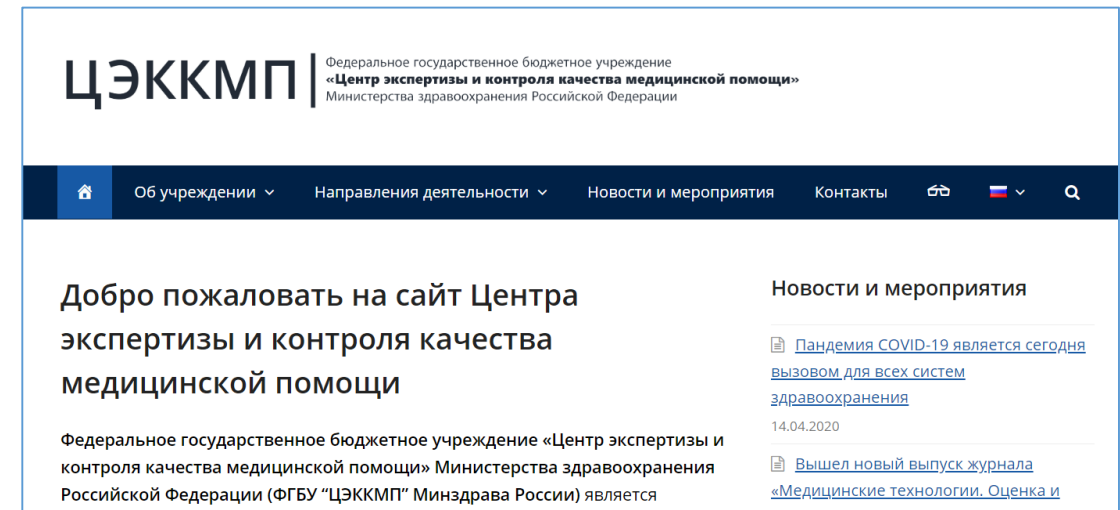 ЦЭККМП
Федеральное государственное бюджетное учреждение
«Центр экспертизы и контроля качества медицинской помощи»
Министерства здравоохранения Российской Федерации
Об учреждении
Направления деятельности
Новости и мероприятия
Контакты
Добро пожаловать на сайт Центра
экспертизы и контроля качества
медицинской помощи
Федеральное государственное бюджетное учреждение «Центр экспертизы и
контроля качества медицинской помощи» Министерства здравоохранения
Российской Федерации (ФГБУ “ЦЭККМП” Минздрава России) является
Новости и мероприятия
Пандемия COVID-19 является сегодня
вызовом для всех систем
здравоохранения
14.04.2020
Вышел новый выпуск журнала
«Медицинские технологии. Оценка и